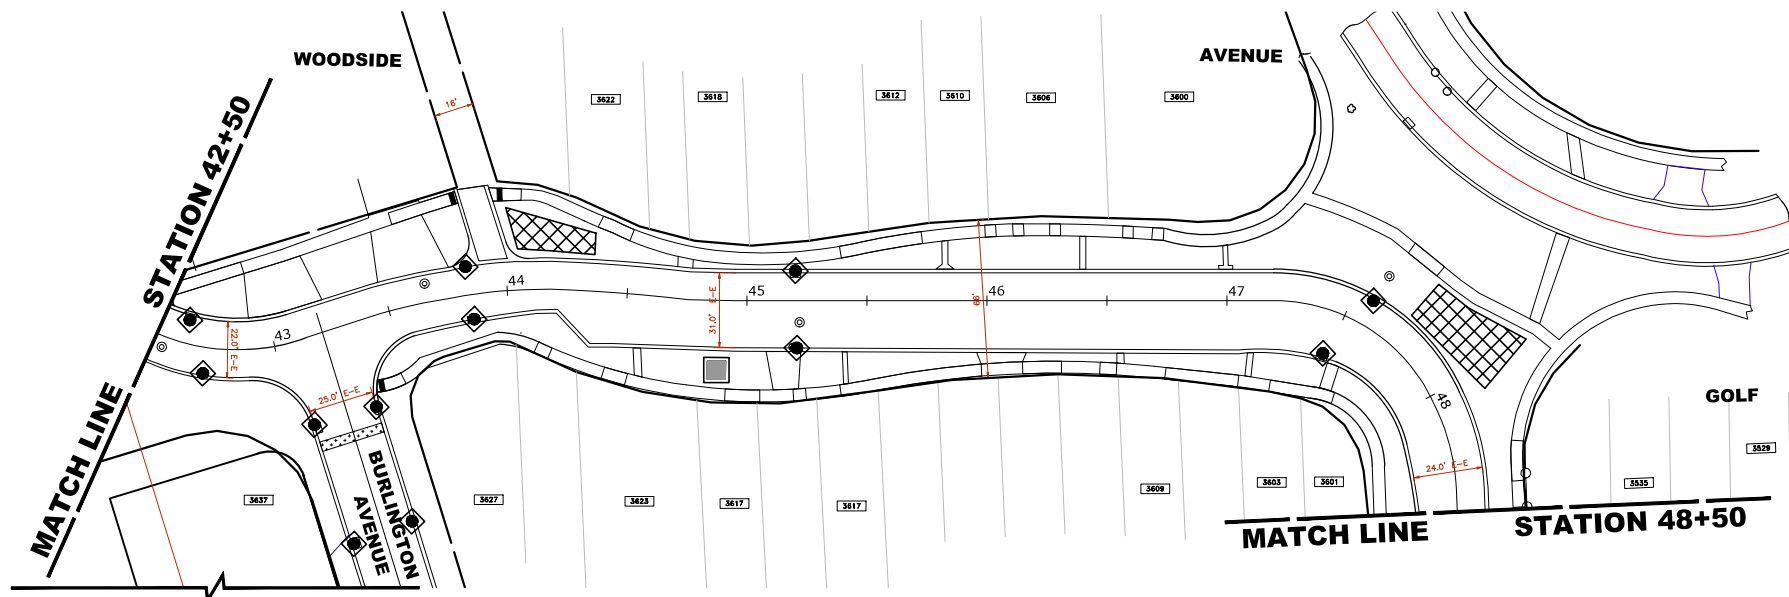 WOODSIDE
AVENUE
16'
3622
3618
3612
3610
3606
3600
STATION 42+50
MATCH LINE
43
44
45
46
47
48
22.0' E-E
25.0' E-E
31.0' E-E
66'
24.0' E-E
BURLINGTON
AVENUE
3637
3627
3623
3617
3617
3609
3603
3601
GOLF
3529
3535
MATCH LINE
STATION 48+50